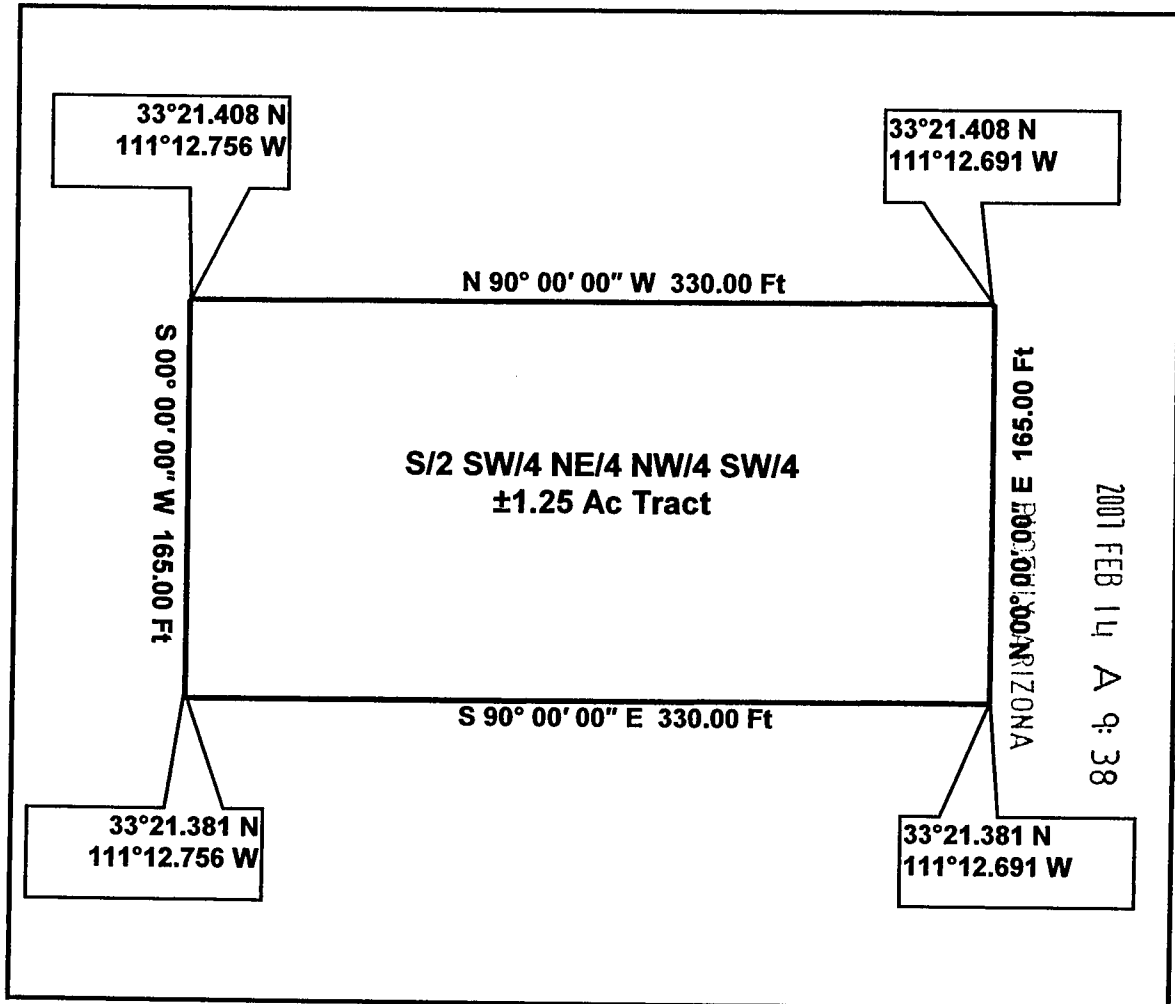 33°21.408 N
111°12.756 W
33°21.408 N
111°12.691 W
N 90° 00' 00" W 330.00 Ft
S 00° 00' 00" W 165.00 Ft
S/2 SW/4 NE/4 NW/4 SW/4
±1.25 Ac Tract
N 00° 00' 00" E 165.00 Ft
ARIZONA
2007 FEB 14 A 9:38
S 90° 00' 00" E 330.00 Ft
33°21.381 N
111°12.756 W
33°21.381 N
111°12.691 W